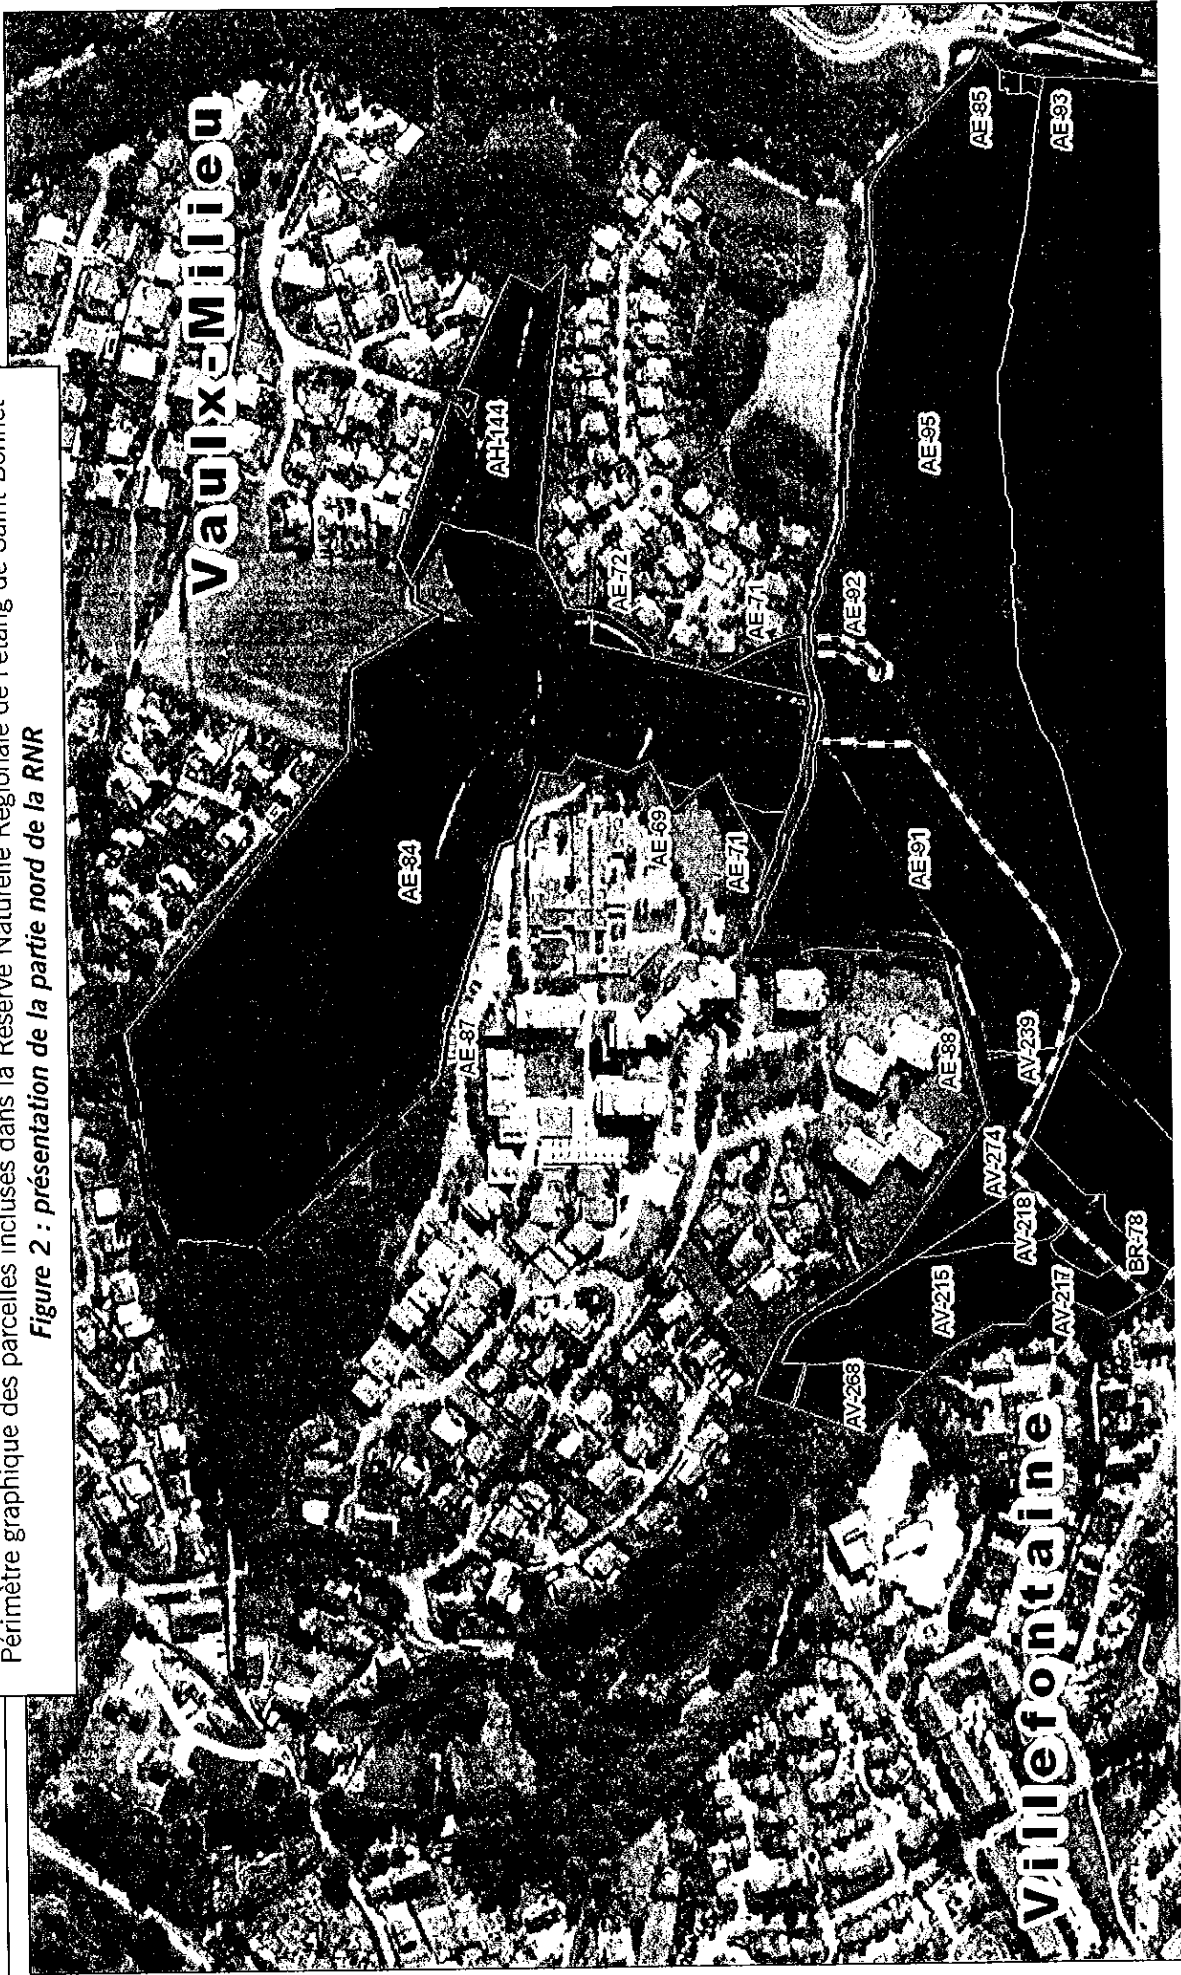 Périmètre graphique des parcelles incluses dans la Réserve Naturelle Régionale de l'étang de Saint Bonnet
Figure 2 : présentation de la partie nord de la RNR
Vaulx-Milieu
AH-144
AE-84
AE-72
AE-71
AE-85
AE-93
AE-95
AE-92
AE-69
AE-71
AE-91
AE-87
AE-88
AV-239
AV-274
AV-218
AV-215
AV-217
BR-78
AV-268
Villefontaine